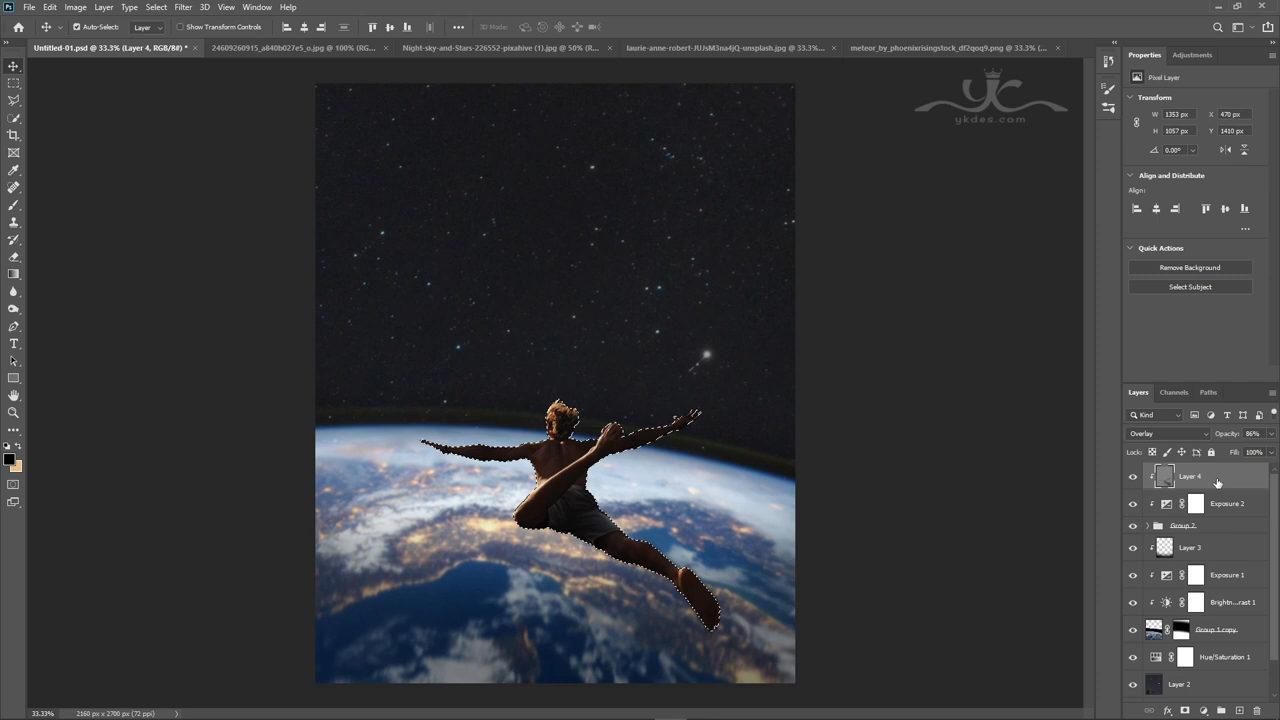 Ps File Edit Image Layer Type Select Filter 3D View Window Help
Auto-Select: Layer Show Transform Controls 3D Mode:
Untitled-01.psd @ 33.3% (Layer 4, RGB/8#) * × 24609260915_a840b027e5_o.jpg @ 100% (RG... × Night-sky-and-Stars-226552-pixahive (1).jpg @ 50% (R... × laurie-anne-robert-JUJsM3na4jQ-unsplash.jpg @ 33.3%... × meteor_by_phoenixrisingstock_df2qoq9.png @ 33.3% (... ×
yc
ykdes.com
Properties Adjustments
Pixel Layer
Transform
W 1353 px X 470 px
H 1057 px Y 1410 px
0.00°
Align and Distribute
Align:
Quick Actions
Remove Background
Select Subject
Layers Channels Paths
Kind
Overlay Opacity: 86%
Lock: Fill: 100%
Layer 4
Exposure 2
Group 2
Layer 3
Exposure 1
Brightn...rast 1
Group 1 copy
Hue/Saturation 1
Layer 2
33.33% 2160 px x 2700 px (72 ppi)